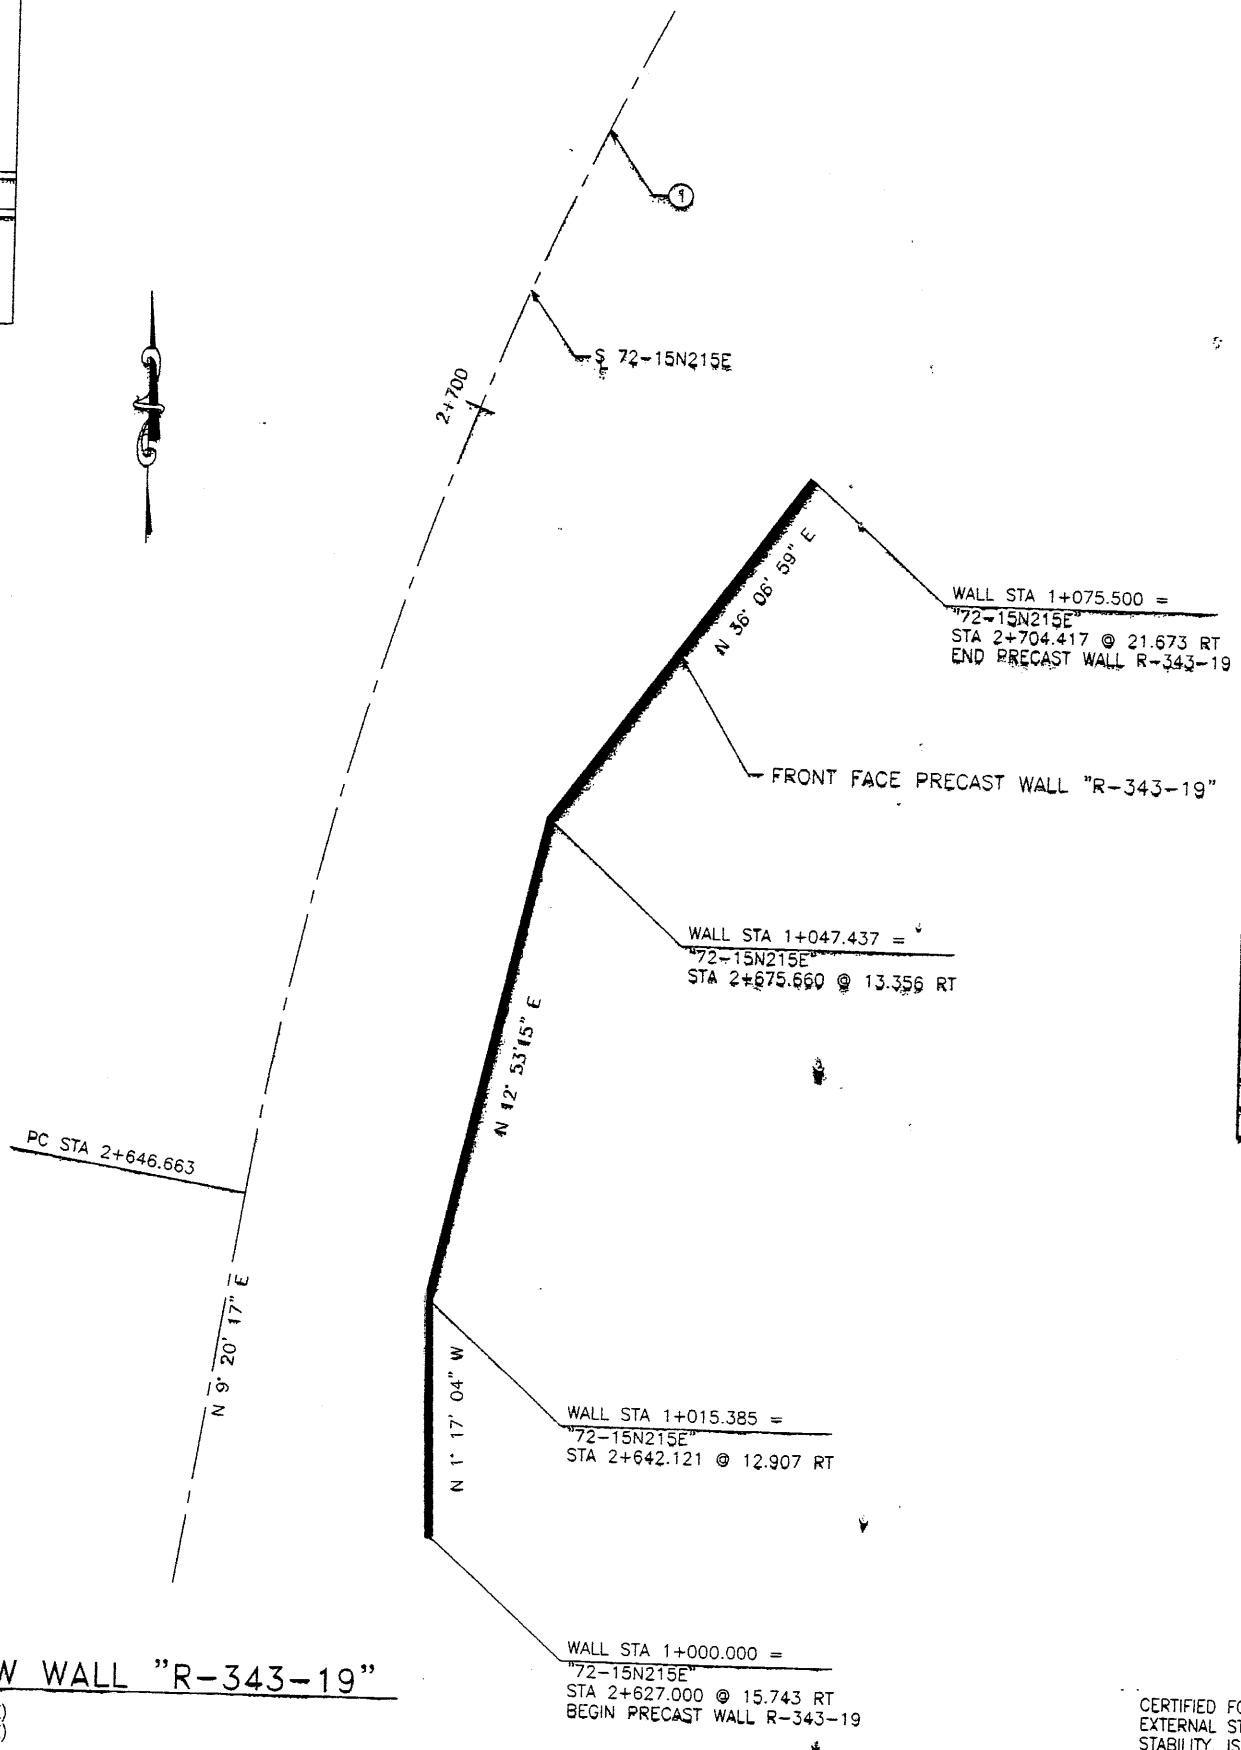 1
S 72-15N215E
2+700
N 36° 06' 59" E
WALL STA 1+075.500 =
"72-15N215E"
STA 2+704.417 @ 21.673 RT
END PRECAST WALL R-343-19
FRONT FACE PRECAST WALL "R-343-19"
WALL STA 1+047.437 =
"72-15N215E"
STA 2+675.660 @ 13.356 RT
N 12° 53' 15" E
PC STA 2+646.663
N 9° 20' 17" E
N 1° 17' 04" W
WALL STA 1+015.385 =
"72-15N215E"
STA 2+642.121 @ 12.907 RT
WALL STA 1+000.000 =
"72-15N215E"
STA 2+627.000 @ 15.743 RT
BEGIN PRECAST WALL R-343-19
W WALL "R-343-19"
CERTIFIED FO
EXTERNAL ST
STABILITY IS